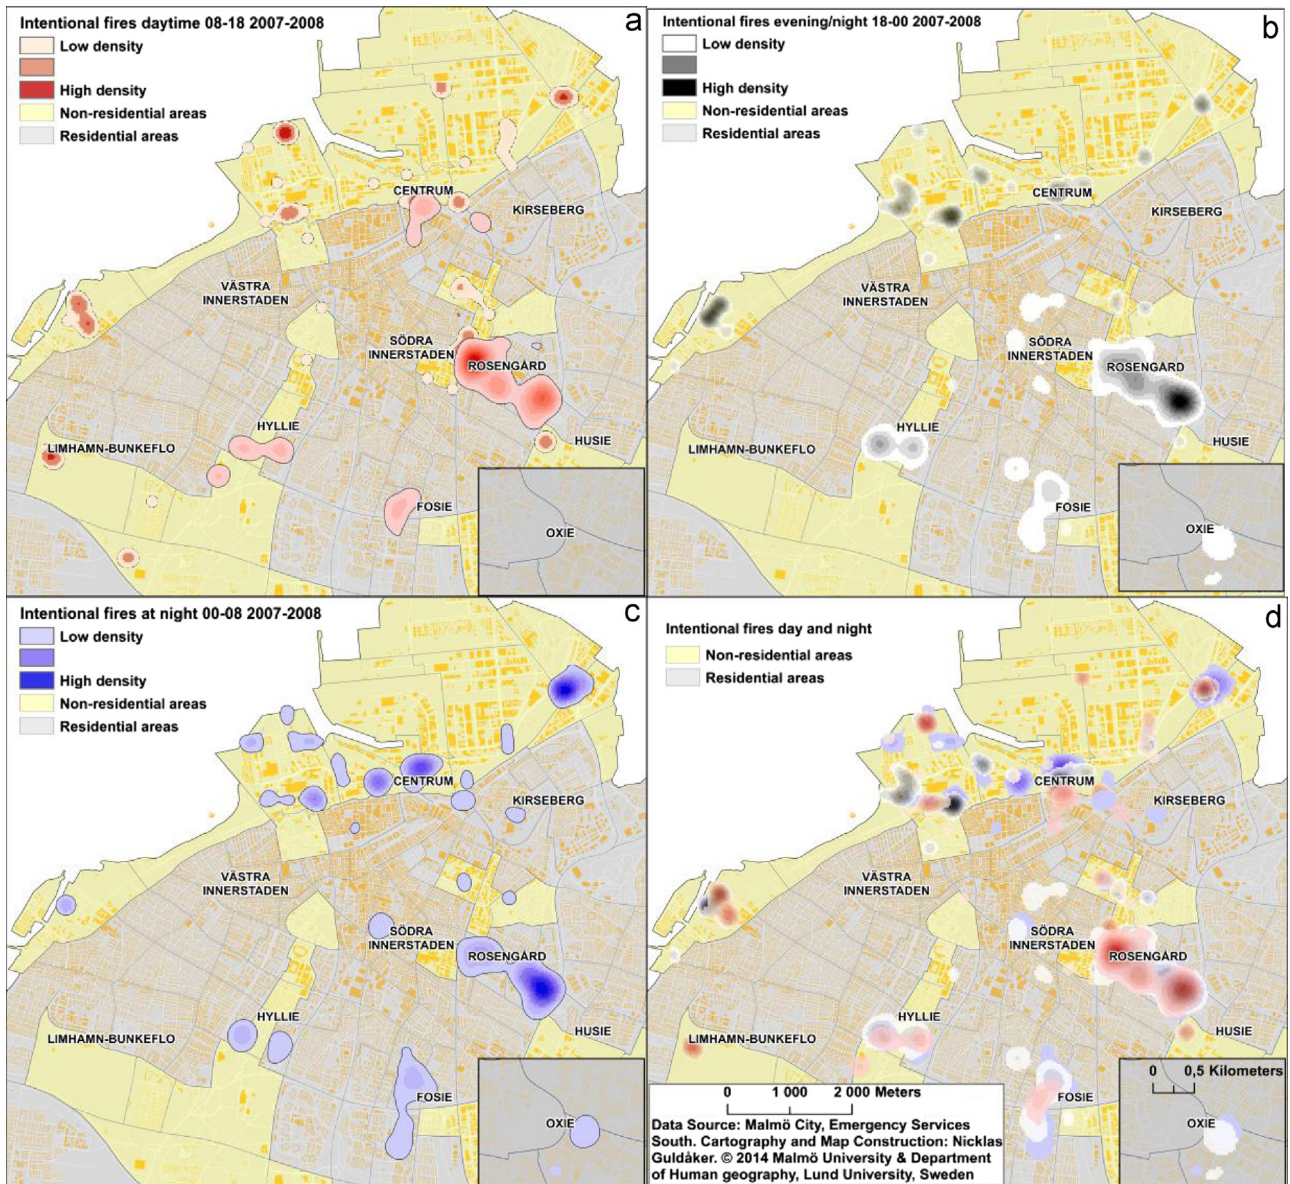 Intentional fires daytime 08-18 2007-2008
a
Low density
High density
Non-residential areas
Residential areas
CENTRUM
KIRSEBERG
VÄSTRA
INNERSTADEN
SÖDRA
INNERSTADEN
ROSENGÅRD
HYLLIE
LIMHAMN-BUNKEFLO
HUSIE
FOSIE
OXIE
Intentional fires evening/night 18-00 2007-2008
b
Low density
High density
Non-residential areas
Residential areas
CENTRUM
KIRSEBERG
VÄSTRA
INNERSTADEN
SÖDRA
INNERSTADEN
ROSENGÅRD
HYLLIE
LIMHAMN-BUNKEFLO
HUSIE
FOSIE
OXIE
Intentional fires at night 00-08 2007-2008
c
Low density
High density
Non-residential areas
Residential areas
CENTRUM
KIRSEBERG
VÄSTRA
INNERSTADEN
SÖDRA
INNERSTADEN
ROSENGÅRD
HYLLIE
LIMHAMN-BUNKEFLO
HUSIE
FOSIE
OXIE
Intentional fires day and night
d
Non-residential areas
Residential areas
CENTRUM
KIRSEBERG
VÄSTRA
INNERSTADEN
SÖDRA
INNERSTADEN
ROSENGÅRD
HYLLIE
LIMHAMN-BUNKEFLO
HUSIE
FOSIE
OXIE
0 0,5 Kilometers
0 1 000 2 000 Meters
Data Source: Malmö City, Emergency Services
South. Cartography and Map Construction: Nicklas
Guldåker. © 2014 Malmö University & Department
of Human geography, Lund University, Sweden